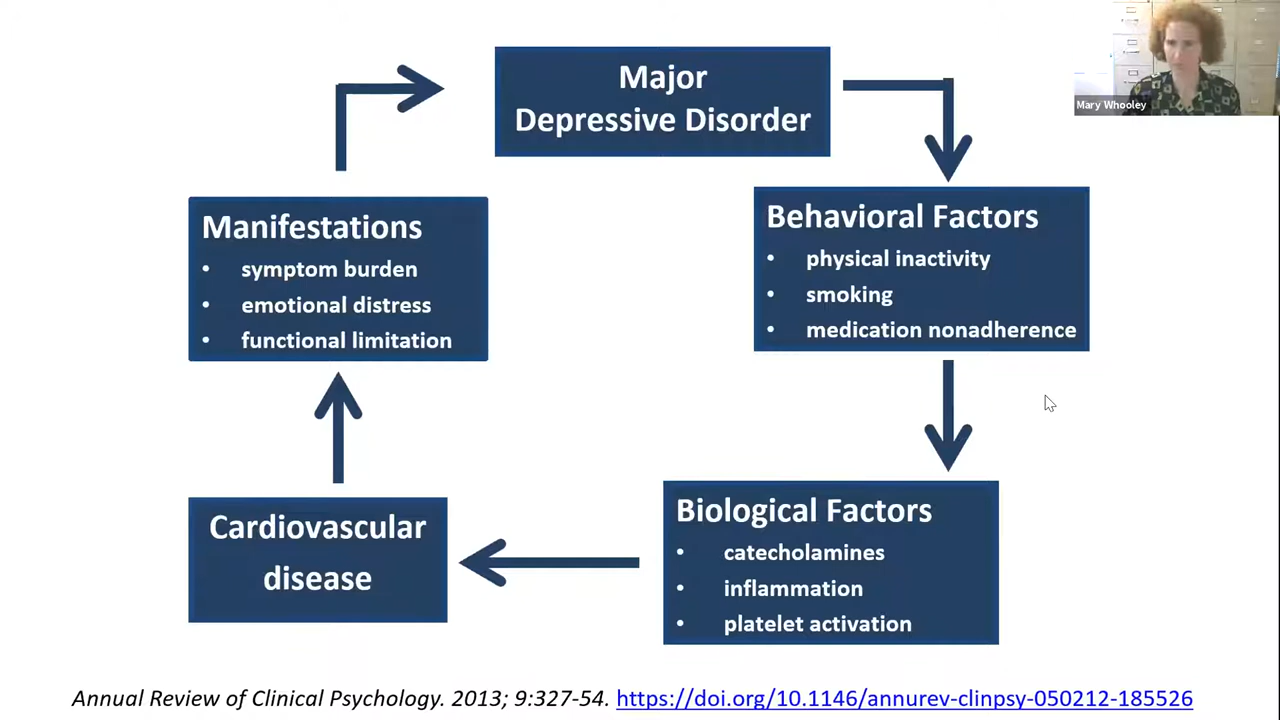 Major
Depressive Disorder
Mary Whooley
Behavioral Factors
• physical inactivity
• smoking
• medication nonadherence
Manifestations
• symptom burden
• emotional distress
• functional limitation
Biological Factors
• catecholamines
• inflammation
• platelet activation
Cardiovascular
disease
Annual Review of Clinical Psychology. 2013; 9:327-54. https://doi.org/10.1146/annurev-clinpsy-050212-185526